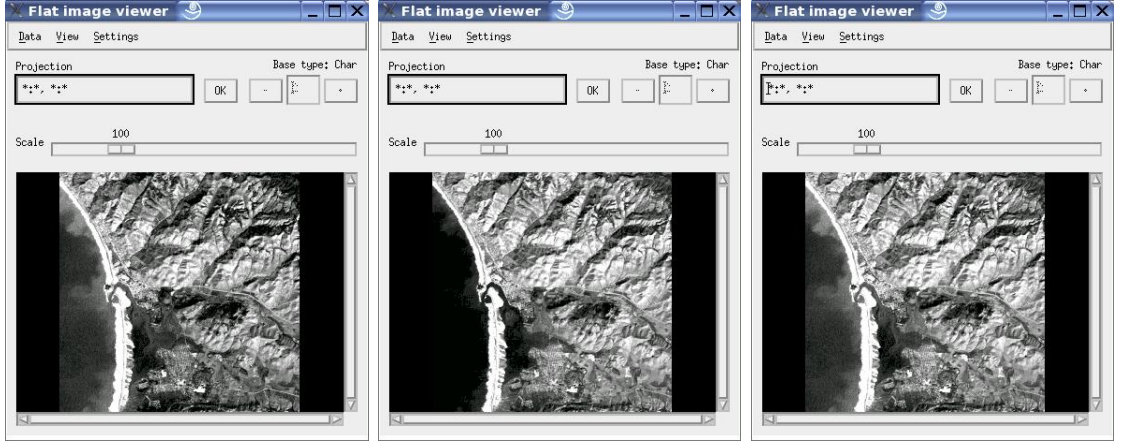 Flat image viewer
Data View Settings
Projection
Base type: Char
*:*, *:*
OK
-
+
100
Scale
Flat image viewer
Data View Settings
Projection
Base type: Char
*:*, *:*
OK
-
+
100
Scale
Flat image viewer
Data View Settings
Projection
Base type: Char
*:*, *:*
OK
-
+
100
Scale